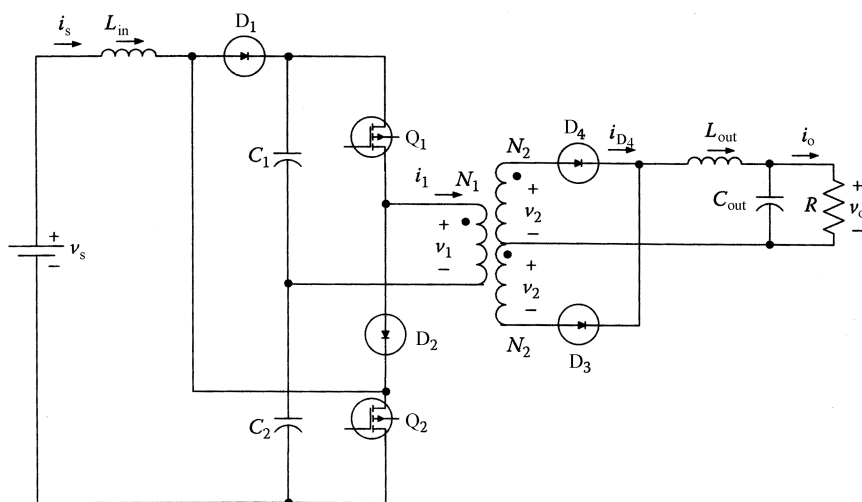 i_s
L_in
D_1
C_1
Q_1
i_1
N_1
+
v_1
−
N_2
D_4
i_D4
L_out
i_o
+
v_2
−
C_out
R
+
v_o
−
+
v_s
−
+
v_2
−
N_2
D_3
D_2
C_2
Q_2